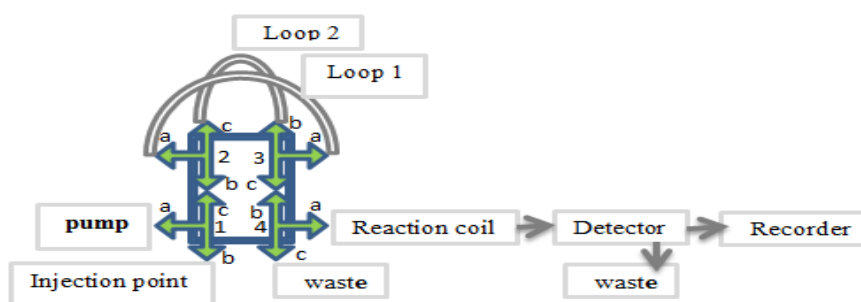 Loop 2
Loop 1
c b
a a
2 3
b c
a c b a
pump
1 4
Reaction coil
Detector
Recorder
b c
Injection point
waste
waste